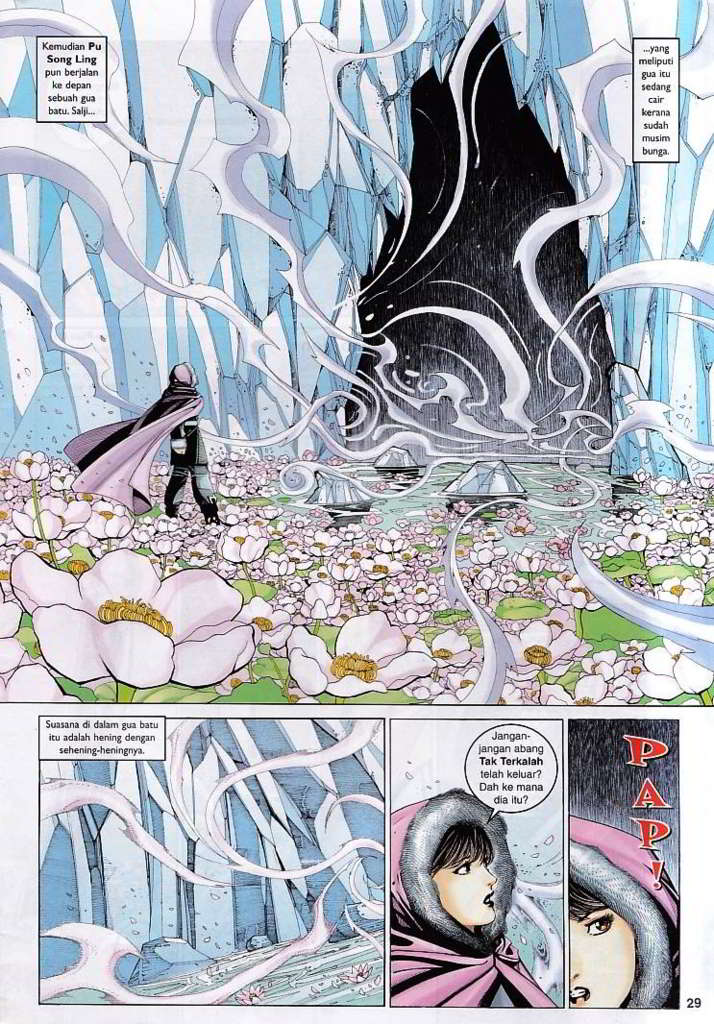 Kemudian Pu
Song Ling
pun berjalan
ke depan
sebuah gua
batu. Salji...
...yang
meliputi
gua itu
sedang
cair
kerana
sudah
musim
bunga.
Suasana di dalam gua batu
itu adalah hening dengan
sehening-heningnya.
Jangan-
jangan abang
Tak Terkalah
telah keluar?
Dah ke mana
dia itu?
PAP!
29